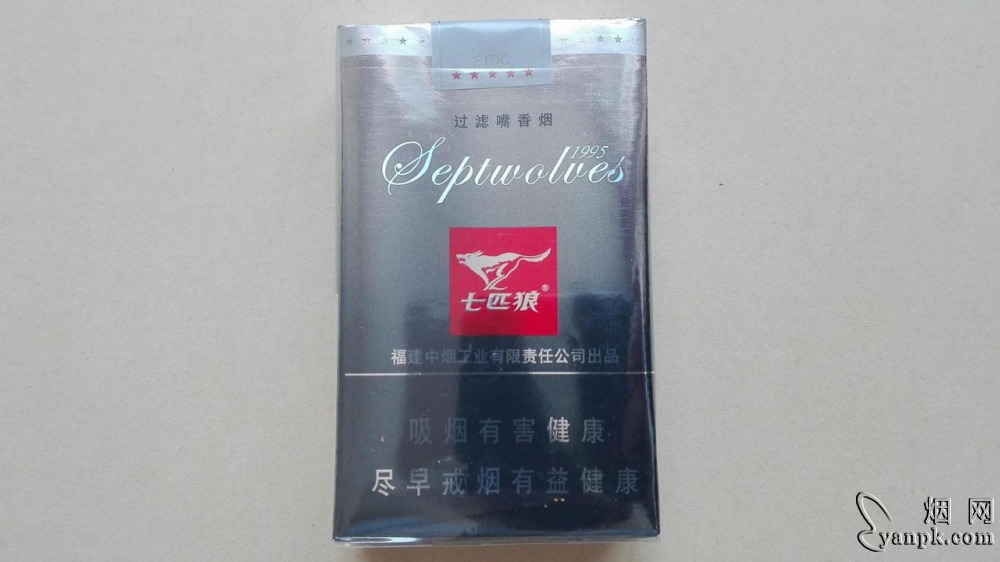 FTIC
过滤嘴香烟
1995
Septwolves
七匹狼®
福建中烟工业有限责任公司出品
吸烟有害健康
尽早戒烟有益健康
烟网
yanpk.com